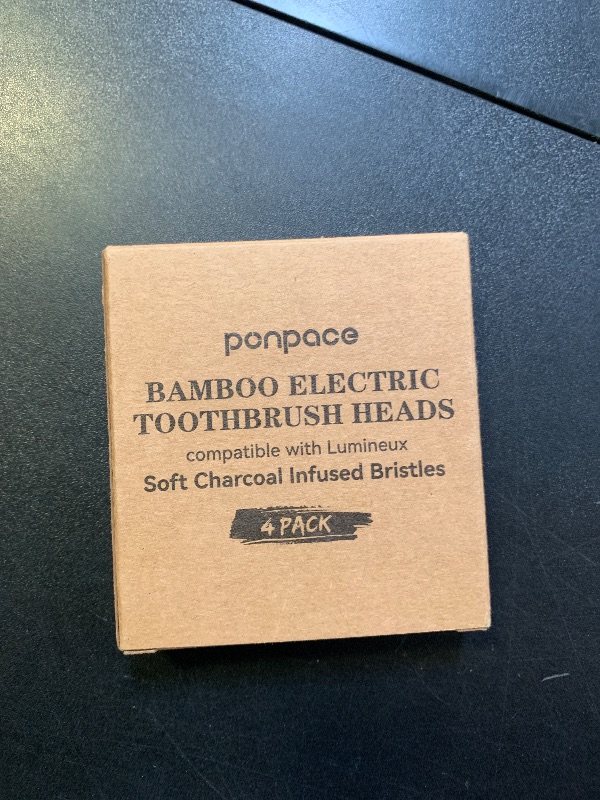 ponpace
BAMBOO ELECTRIC
TOOTHBRUSH HEADS
compatible with Lumineux
Soft Charcoal Infused Bristles
4 PACK